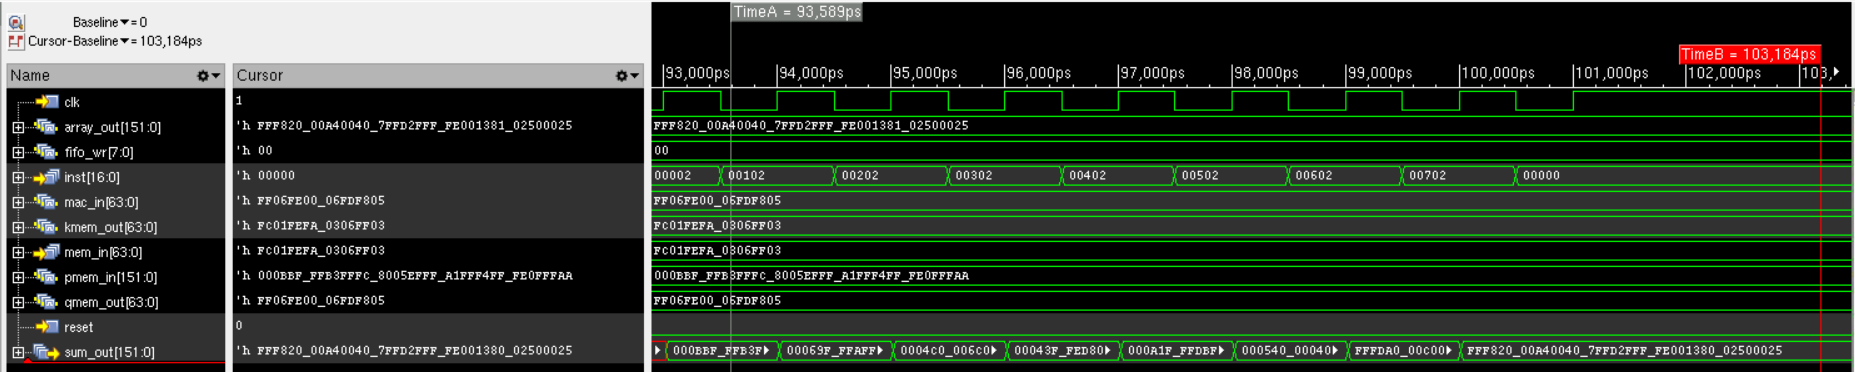 TimeA = 93,589ps
Baseline▼= 0
Cursor-Baseline▼= 103,184ps
TimeB = 103,184ps
Name Cursor 93,000ps 94,000ps 95,000ps 96,000ps 97,000ps 98,000ps 99,000ps 100,000ps 101,000ps 102,000ps 103,
clk 1
array_out[151:0] 'h FFF820_00A40040_7FFD2FFF_FE001381_02500025 FFF820_00A40040_7FFD2FFF_FE001381_02500025
fifo_wr[7:0] 'h 00 00
inst[16:0] 'h 00000 00002 00102 00202 00302 00402 00502 00602 00702 00000
mac_in[63:0] 'h FF06FE00_06FDF805 FF06FE00_06FDF805
kmem_out[63:0] 'h FC01FEFA_0306FF03 FC01FEFA_0306FF03
mem_in[63:0] 'h FC01FEFA_0306FF03 FC01FEFA_0306FF03
pmem_in[151:0] 'h 000BBF_FFB3FFFC_8005EFFF_A1FFF4FF_FE0FFFAA 000BBF_FFB3FFFC_8005EFFF_A1FFF4FF_FE0FFFAA
qmem_out[63:0] 'h FF06FE00_06FDF805 FF06FE00_06FDF805
reset 0
sum_out[151:0] 'h FFF820_00A40040_7FFD2FFF_FE001380_02500025 000BBF_FFB3F 00069F_FFAFF 0004C0_006C0 00043F_FED80 000A1F_FFDBF 000540_00040 FFFDA0_00C00 FFF820_00A40040_7FFD2FFF_FE001380_02500025